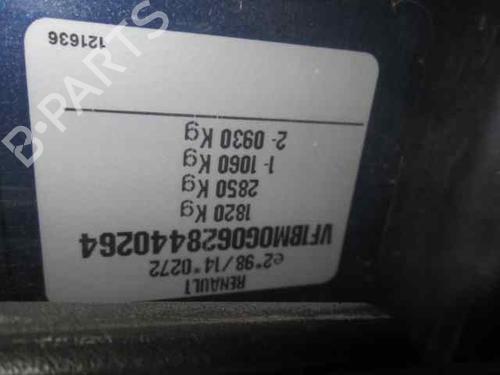 RENAULT
e2*98/14*0272
VF1BM0G0628440264
1820 Kg
2850 Kg
1- 1060 Kg
2- 0930 Kg
121636
B-PARTS